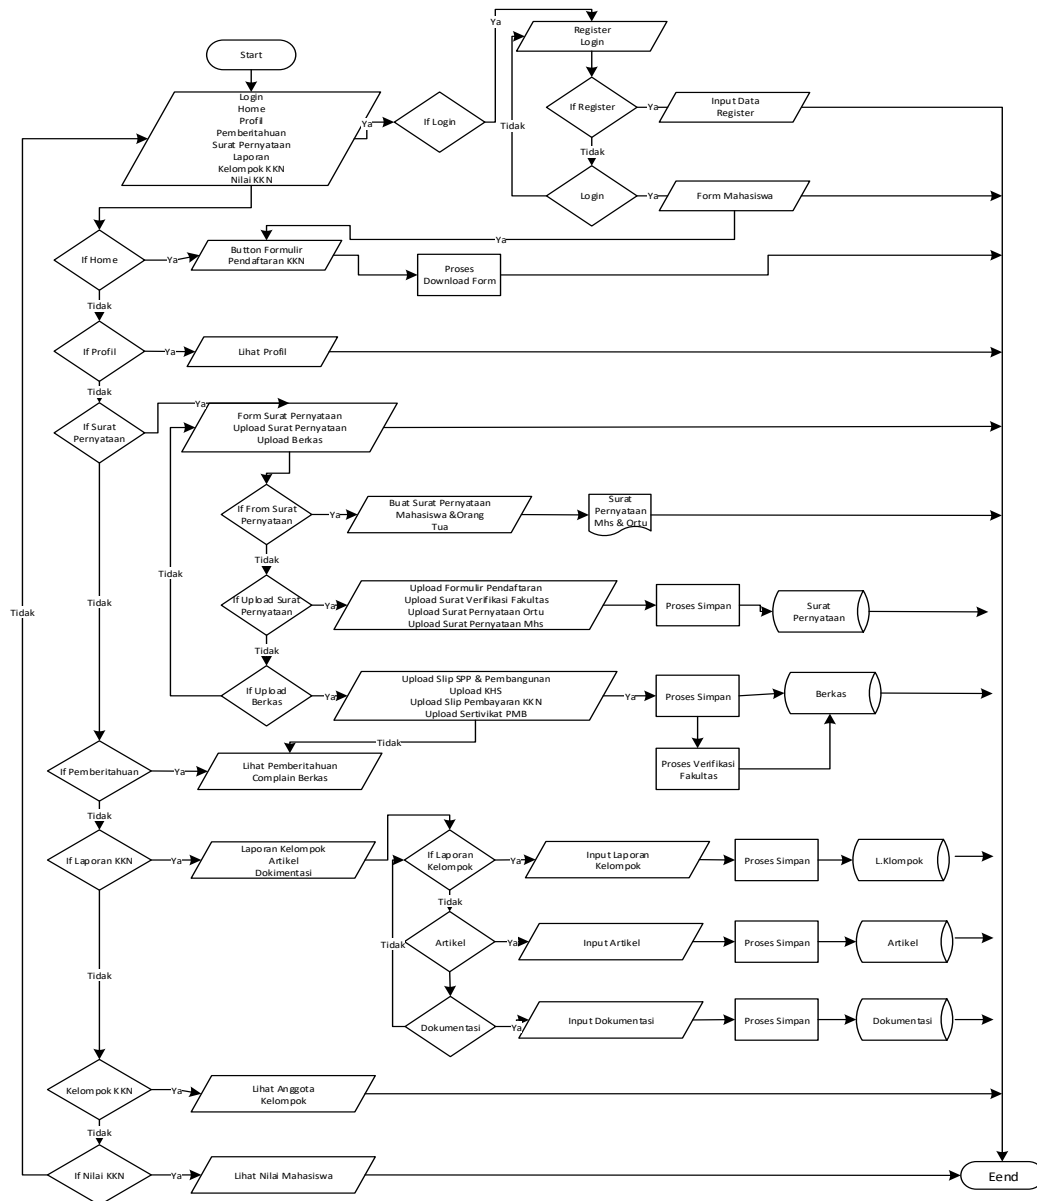 Ya
Register
Login
Start
Login
Home
Profil
Pemberitahuan
Surat Pernyataan
Laporan
Kelompok KKN
Nilai KKN
Ya
If Login
Tidak
If Register
Ya
Input Data
Register
Tidak
Login
Ya
Form Mahasiswa
Ya
If Home
Ya
Button Formulir
Pendaftaran KKN
Proses
Download Form
Tidak
If Profil
Ya
Lihat Profil
Tidak
If Surat
Pernyataan
Ya
Form Surat Pernyataan
Upload Surat Pernyataan
Upload Berkas
If From Surat
Pernyataan
Ya
Buat Surat Pernyataan
Mahasiswa &Orang
Tua
Surat
Pernyataan
Mhs & Ortu
Tidak
Tidak
Tidak
Tidak
If Upload Surat
Pernyataan
Ya
Upload Formulir Pendaftaran
Upload Surat Verifikasi Fakultas
Upload Surat Pernyataan Ortu
Upload Surat Pernyataan Mhs
Proses Simpan
Surat
Pernyataan
Tidak
If Upload
Berkas
Ya
Upload Slip SPP & Pembangunan
Upload KHS
Upload Slip Pembayaran KKN
Upload Sertivikat PMB
Ya
Proses Simpan
Berkas
Tidak
If Pemberitahuan
Ya
Lihat Pemberitahuan
Complain Berkas
Proses Verifikasi
Fakultas
Tidak
If Laporan KKN
Ya
Laporan Kelompok
Artikel
Dokimentasi
If Laporan
Kelompok
Ya
Input Laporan
Kelompok
Proses Simpan
L.Klompok
Tidak
Tidak
Artikel
Ya
Input Artikel
Proses Simpan
Artikel
Tidak
Dokumentasi
Ya
Input Dokumentasi
Proses Simpan
Dokumentasi
Kelompok KKN
Ya
Lihat Anggota
Kelompok
Tidak
If Nilai KKN
Ya
Lihat Nilai Mahasiswa
Eend